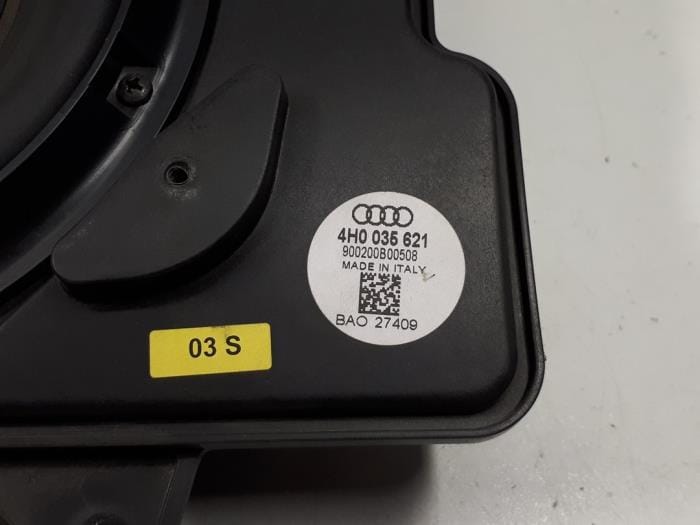 4H0 035 621
900200B00508
MADE IN ITALY
BAO 27409
03 S